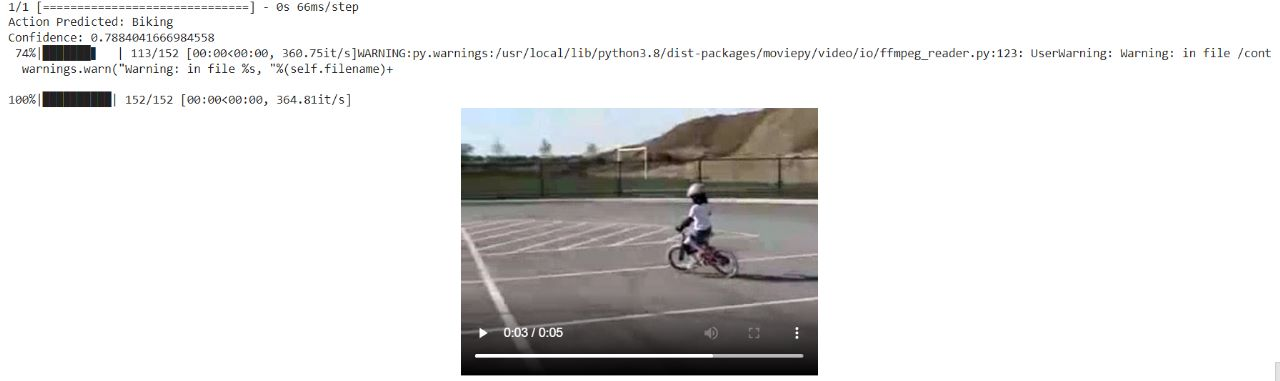 1/1 [==============================] - 0s 66ms/step
Action Predicted: Biking
Confidence: 0.7884041666984558
74%|███████▍  | 113/152 [00:00<00:00, 360.75it/s]WARNING:py.warnings:/usr/local/lib/python3.8/dist-packages/moviepy/video/io/ffmpeg_reader.py:123: UserWarning: Warning: in file /cont
warnings.warn("Warning: in file %s, "%(self.filename)+
100%|██████████| 152/152 [00:00<00:00, 364.81it/s]
0:03 / 0:05